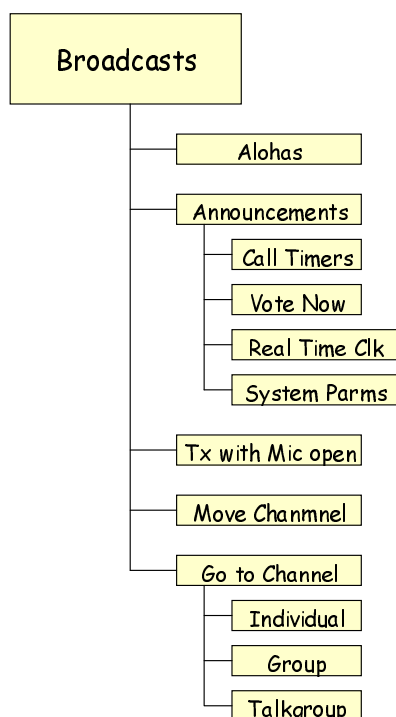 Broadcasts
Alohas
Announcements
Call Timers
Vote Now
Real Time Clk
System Parms
Tx with Mic open
Move Chanmnel
Go to Channel
Individual
Group
Talkgroup